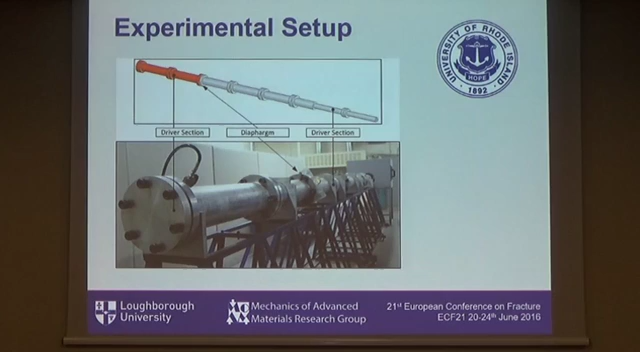 Experimental Setup
UNIVERSITY OF RHODE ISLAND
HOPE
1892
Driver Section
Diaphargm
Driver Section
Loughborough
University
Mechanics of Advanced
Materials Research Group
21st European Conference on Fracture
ECF21 20-24th June 2016